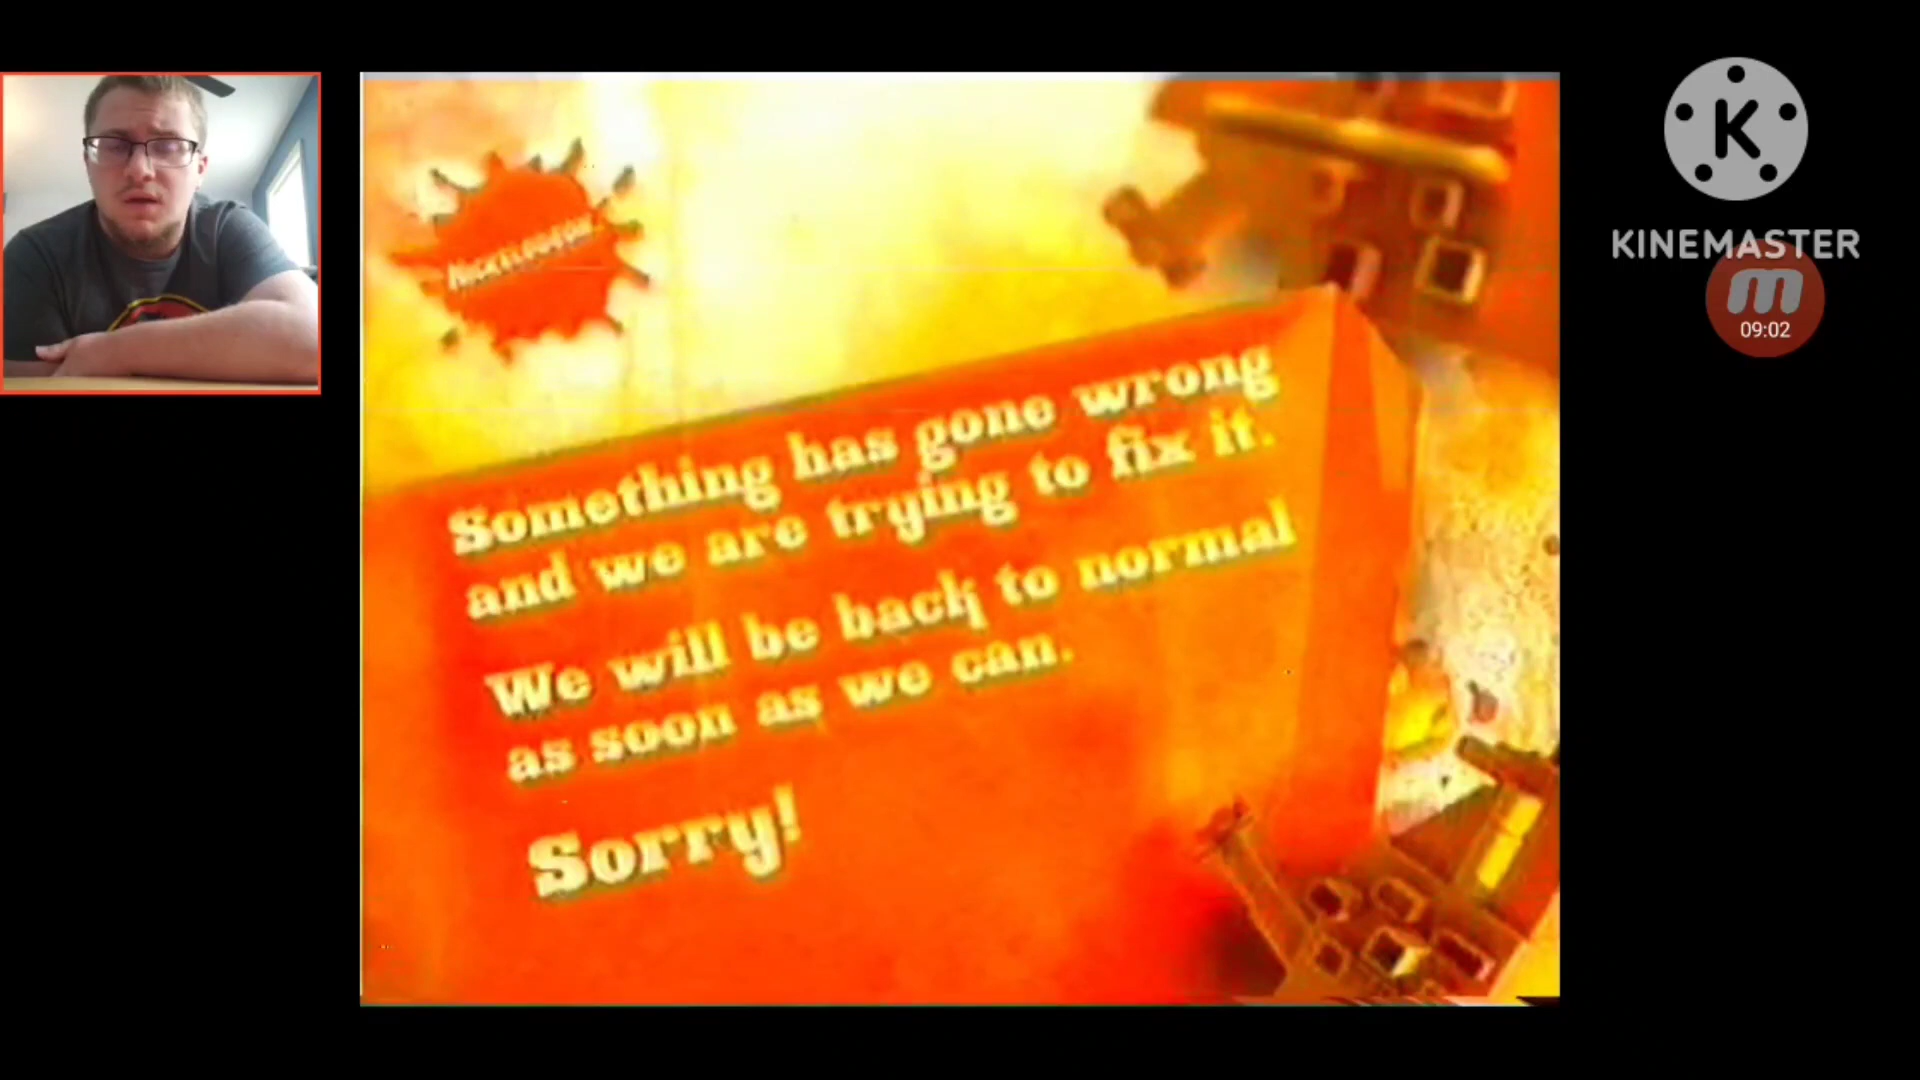 NICKELODEON
Something has gone wrong
and we are trying to fix it.
We will be back to normal
as soon as we can.
Sorry!
K
KINEMASTER
m
09:02